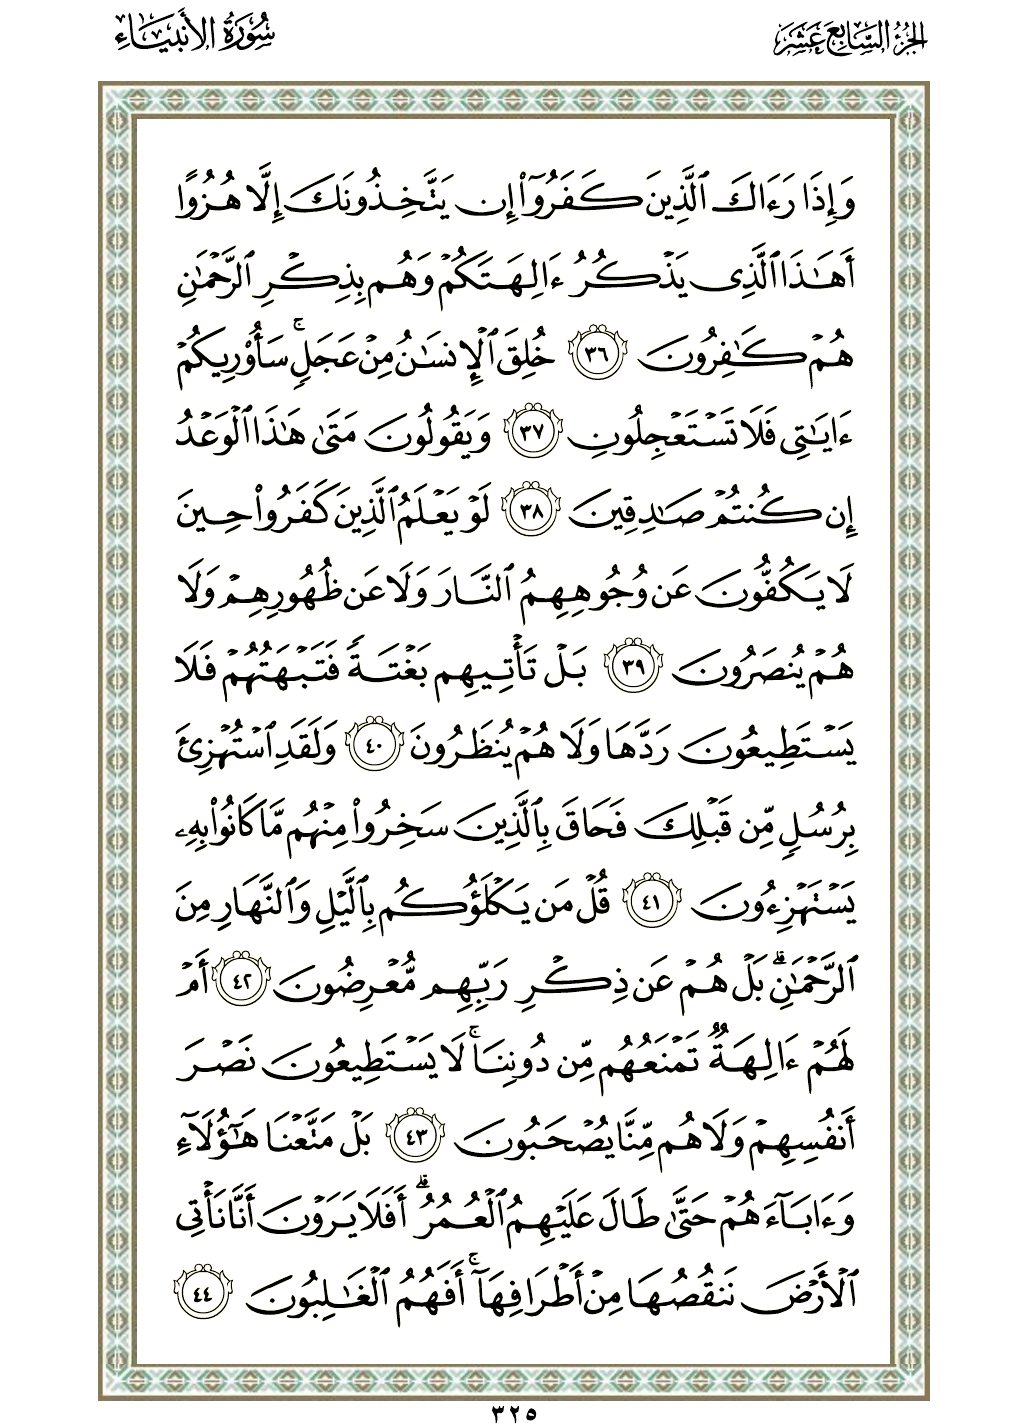 الجزء السابع عشر
سورة الأنبياء
وَإِذَا رَءَاكَ ٱلَّذِينَ كَفَرُوٓاْ إِن يَتَّخِذُونَكَ إِلَّا هُزُوًا
أَهَٰذَا ٱلَّذِي يَذۡكُرُ ءَالِهَتَكُمۡ وَهُم بِذِكۡرِ ٱلرَّحۡمَٰنِ
هُمۡ كَٰفِرُونَ ٣٦ خُلِقَ ٱلۡإِنسَٰنُ مِنۡ عَجَلٖۚ سَأُوْرِيكُمۡ
ءَايَٰتِي فَلَا تَسۡتَعۡجِلُونِ ٣٧ وَيَقُولُونَ مَتَىٰ هَٰذَا ٱلۡوَعۡدُ
إِن كُنتُمۡ صَٰدِقِينَ ٣٨ لَوۡ يَعۡلَمُ ٱلَّذِينَ كَفَرُواْ حِينَ
لَا يَكُفُّونَ عَن وُجُوهِهِمُ ٱلنَّارَ وَلَا عَن ظُهُورِهِمۡ وَلَا
هُمۡ يُنصَرُونَ ٣٩ بَلۡ تَأۡتِيهِم بَغۡتَةٗ فَتَبۡهَتُهُمۡ فَلَا
يَسۡتَطِيعُونَ رَدَّهَا وَلَا هُمۡ يُنظَرُونَ ٤٠ وَلَقَدِ ٱسۡتُهۡزِئَ
بِرُسُلٖ مِّن قَبۡلِكَ فَحَاقَ بِٱلَّذِينَ سَخِرُواْ مِنۡهُم مَّا كَانُواْ بِهِۦ
يَسۡتَهۡزِءُونَ ٤١ قُلۡ مَن يَكۡلَؤُكُم بِٱلَّيۡلِ وَٱلنَّهَارِ مِنَ
ٱلرَّحۡمَٰنِۚ بَلۡ هُمۡ عَن ذِكۡرِ رَبِّهِم مُّعۡرِضُونَ ٤٢ أَمۡ
لَهُمۡ ءَالِهَةٞ تَمۡنَعُهُم مِّن دُونِنَاۚ لَا يَسۡتَطِيعُونَ نَصۡرَ
أَنفُسِهِمۡ وَلَا هُم مِّنَّا يُصۡحَبُونَ ٤٣ بَلۡ مَتَّعۡنَا هَٰٓؤُلَآءِ
وَءَابَآءَهُمۡ حَتَّىٰ طَالَ عَلَيۡهِمُ ٱلۡعُمُرُۗ أَفَلَا يَرَوۡنَ أَنَّا نَأۡتِي
ٱلۡأَرۡضَ نَنقُصُهَا مِنۡ أَطۡرَافِهَآۚ أَفَهُمُ ٱلۡغَٰلِبُونَ ٤٤
٣٢٥